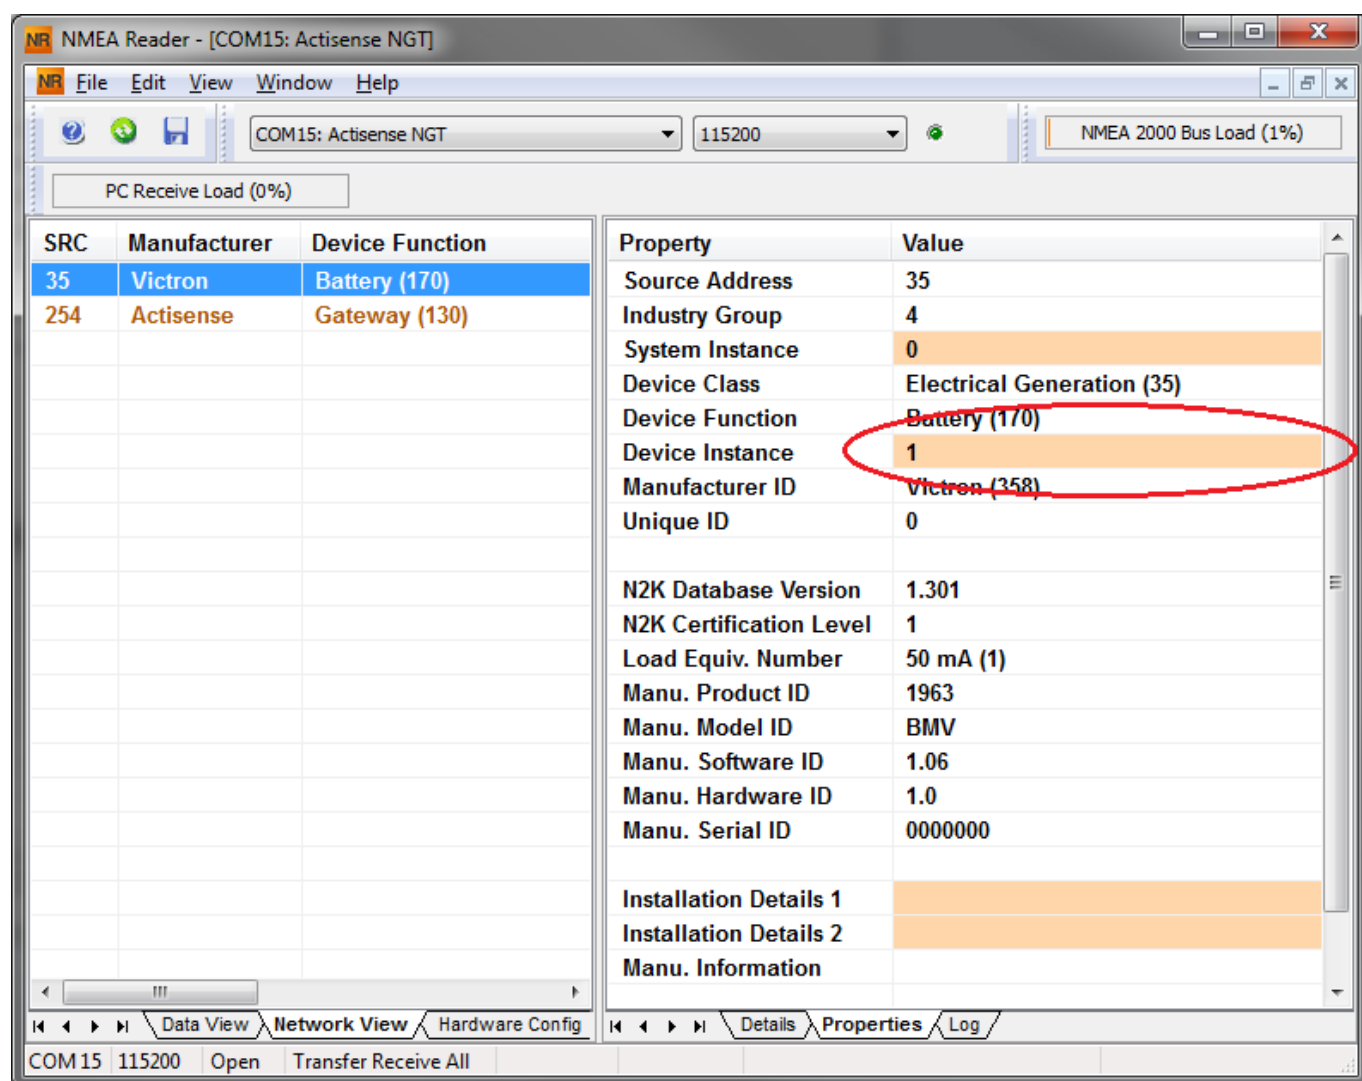 NR NMEA Reader - [COM15: Actisense NGT]
NR File Edit View Window Help
COM15: Actisense NGT 115200 NMEA 2000 Bus Load (1%)
PC Receive Load (0%)
SRC Manufacturer Device Function
35 Victron Battery (170)
254 Actisense Gateway (130)
Property Value
Source Address 35
Industry Group 4
System Instance 0
Device Class Electrical Generation (35)
Device Function Battery (170)
Device Instance 1
Manufacturer ID Victron (358)
Unique ID 0
N2K Database Version 1.301
N2K Certification Level 1
Load Equiv. Number 50 mA (1)
Manu. Product ID 1963
Manu. Model ID BMV
Manu. Software ID 1.06
Manu. Hardware ID 1.0
Manu. Serial ID 0000000
Installation Details 1
Installation Details 2
Manu. Information
Data View Network View Hardware Config
Details Properties Log
COM 15 115200 Open Transfer Receive All